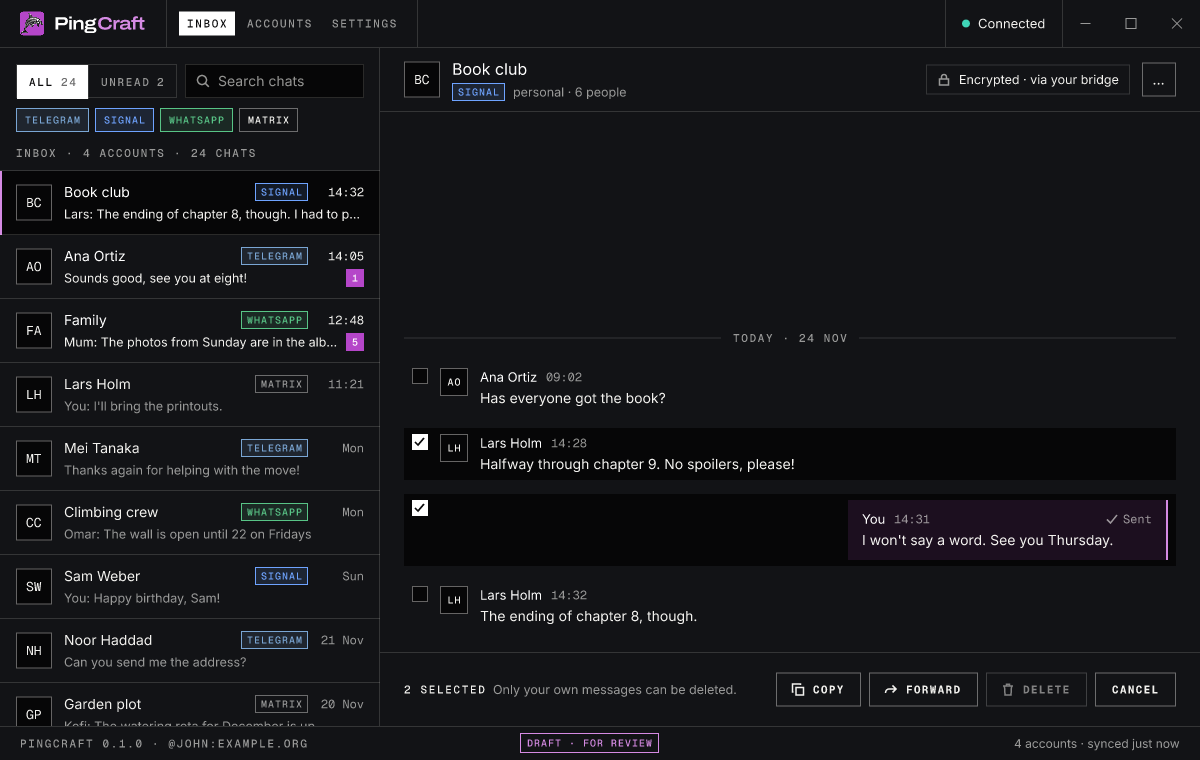 PingCraft
INBOX ACCOUNTS SETTINGS
Connected
ALL 24 UNREAD 2 Search chats
TELEGRAM SIGNAL WHATSAPP MATRIX
INBOX · 4 ACCOUNTS · 24 CHATS
BC Book club SIGNAL 14:32
Lars: The ending of chapter 8, though. I had to p...
AO Ana Ortiz TELEGRAM 14:05
Sounds good, see you at eight! 1
FA Family WHATSAPP 12:48
Mum: The photos from Sunday are in the alb... 5
LH Lars Holm MATRIX 11:21
You: I'll bring the printouts.
MT Mei Tanaka TELEGRAM Mon
Thanks again for helping with the move!
CC Climbing crew WHATSAPP Mon
Omar: The wall is open until 22 on Fridays
SW Sam Weber SIGNAL Sun
You: Happy birthday, Sam!
NH Noor Haddad TELEGRAM 21 Nov
Can you send me the address?
GP Garden plot MATRIX 20 Nov
Kofi: The watering rota for December is up
BC Book club
SIGNAL personal · 6 people
Encrypted · via your bridge ...
TODAY · 24 NOV
AO Ana Ortiz 09:02
Has everyone got the book?
LH Lars Holm 14:28
Halfway through chapter 9. No spoilers, please!
You 14:31 Sent
I won't say a word. See you Thursday.
LH Lars Holm 14:32
The ending of chapter 8, though.
2 SELECTED Only your own messages can be deleted. COPY FORWARD DELETE CANCEL
PINGCRAFT 0.1.0 · @JOHN:EXAMPLE.ORG
DRAFT · FOR REVIEW
4 accounts · synced just now